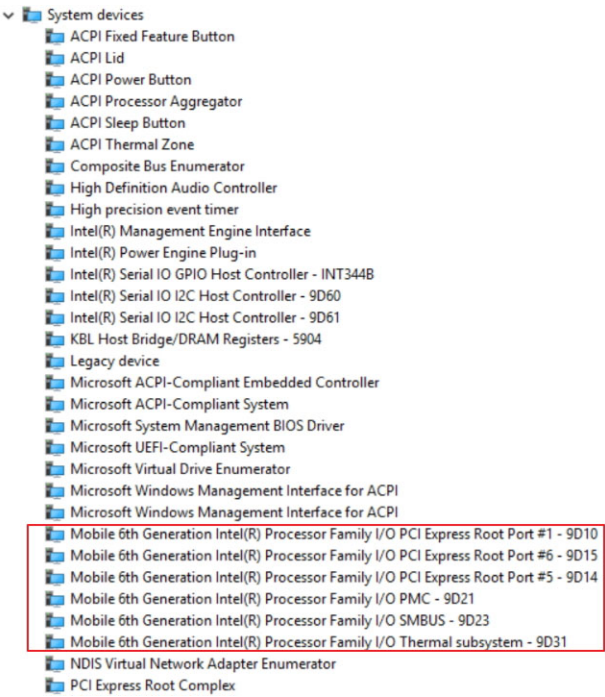 System devices
ACPI Fixed Feature Button
ACPI Lid
ACPI Power Button
ACPI Processor Aggregator
ACPI Sleep Button
ACPI Thermal Zone
Composite Bus Enumerator
High Definition Audio Controller
High precision event timer
Intel(R) Management Engine Interface
Intel(R) Power Engine Plug-in
Intel(R) Serial IO GPIO Host Controller - INT344B
Intel(R) Serial IO I2C Host Controller - 9D60
Intel(R) Serial IO I2C Host Controller - 9D61
KBL Host Bridge/DRAM Registers - 5904
Legacy device
Microsoft ACPI-Compliant Embedded Controller
Microsoft ACPI-Compliant System
Microsoft System Management BIOS Driver
Microsoft UEFI-Compliant System
Microsoft Virtual Drive Enumerator
Microsoft Windows Management Interface for ACPI
Microsoft Windows Management Interface for ACPI
Mobile 6th Generation Intel(R) Processor Family I/O PCI Express Root Port #1 - 9D10
Mobile 6th Generation Intel(R) Processor Family I/O PCI Express Root Port #6 - 9D15
Mobile 6th Generation Intel(R) Processor Family I/O PCI Express Root Port #5 - 9D14
Mobile 6th Generation Intel(R) Processor Family I/O PMC - 9D21
Mobile 6th Generation Intel(R) Processor Family I/O SMBUS - 9D23
Mobile 6th Generation Intel(R) Processor Family I/O Thermal subsystem - 9D31
NDIS Virtual Network Adapter Enumerator
PCI Express Root Complex